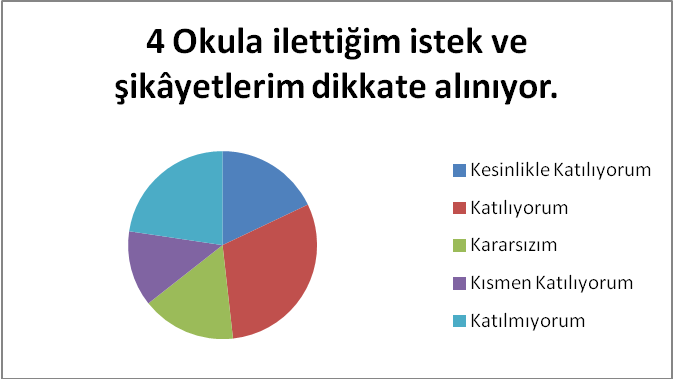 4 Okula ilettiğim istek ve
şikâyetlerim dikkate alınıyor.
Kesinlikle Katılıyorum
Katılıyorum
Kararsızım
Kısmen Katılıyorum
Katılmıyorum